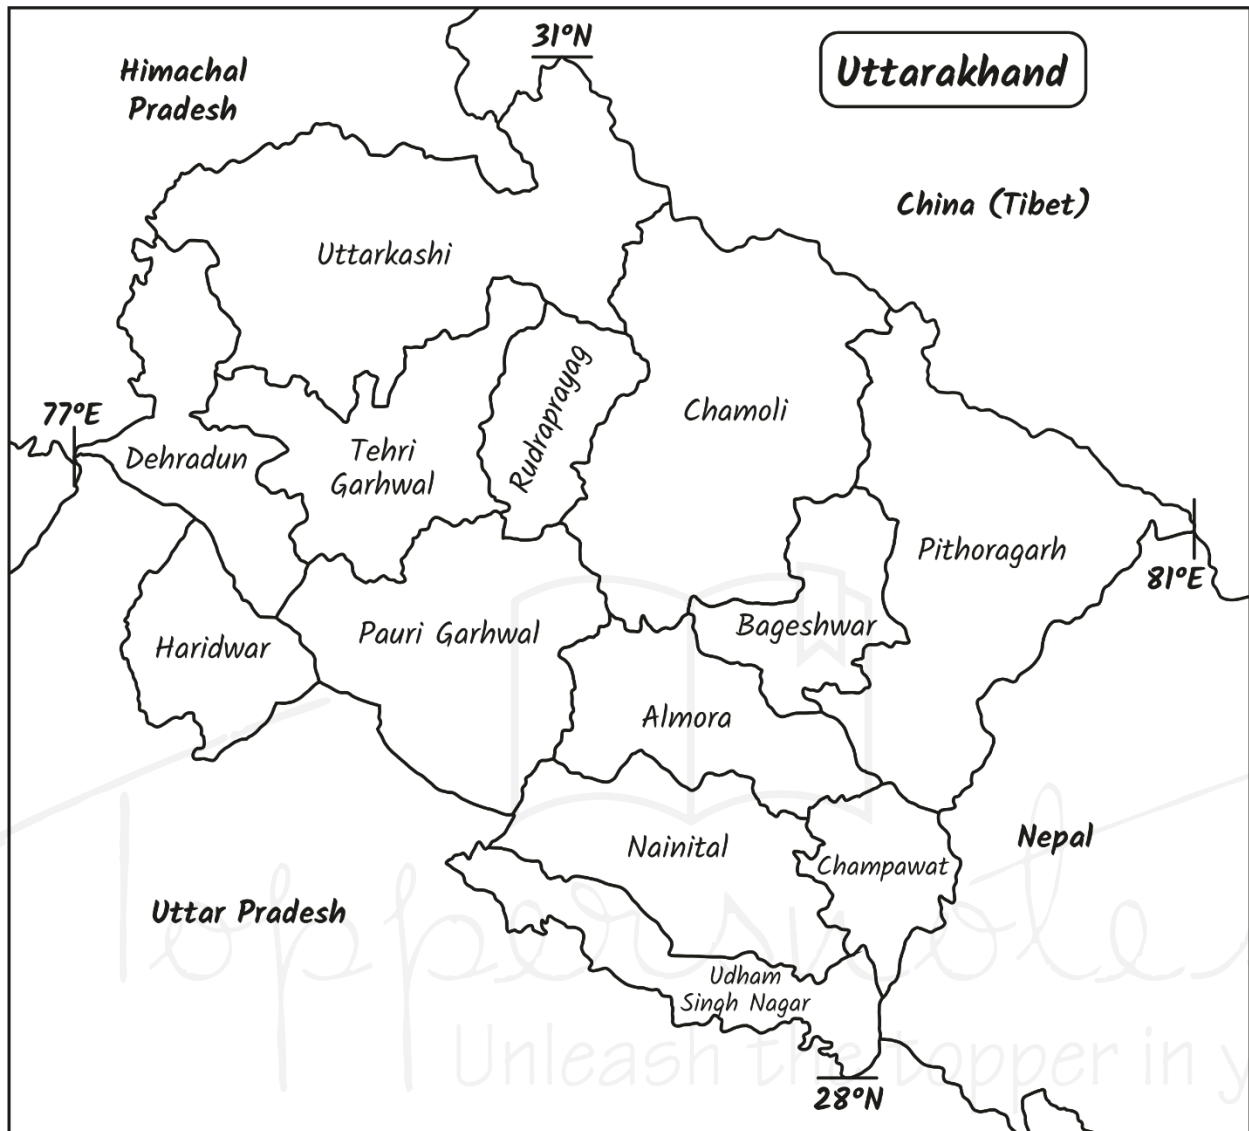 31°N
Uttarakhand
Himachal
Pradesh
China (Tibet)
Uttarkashi
Rudraprayag
Chamoli
77°E
Dehradun
Tehri
Garhwal
Pithoragarh
81°E
Haridwar
Pauri Garhwal
Bageshwar
Almora
Nainital
Champawat
Nepal
Uttar Pradesh
Udham
Singh Nagar
28°N
Toppersnotes
Unleash the topper in y